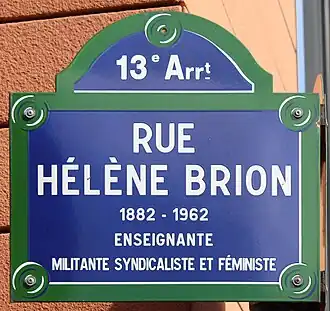 13e Arrt
RUE
HÉLÈNE BRION
1882 - 1962
ENSEIGNANTE
MILITANTE SYNDICALISTE ET FÉMINISTE